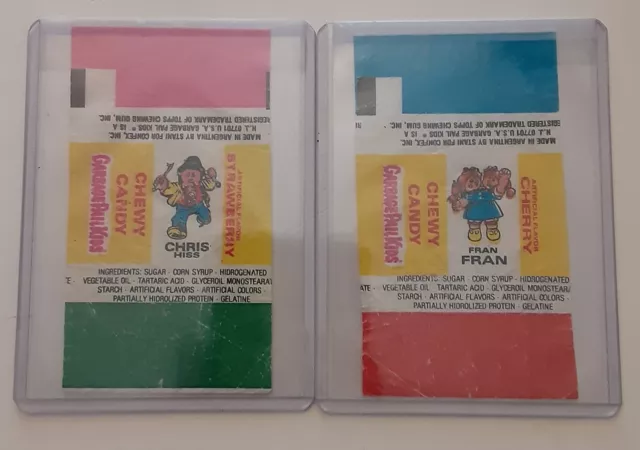 REGISTERED TRADEMARK OF TOPPS CHEWING GUM, INC.
N.J. 07701 U.S.A. GARBAGE PAIL KIDS ® IS A
MADE IN ARGENTINA BY STANI FOR CONFEX, INC.
GARBAGE PAIL KIDS
CHEWY
CANDY
CHRIS
HISS
ARTIFICIAL FLAVOR
STRAWBERRY
INGREDIENTS: SUGAR - CORN SYRUP - HIDROGENATED
VEGETABLE OIL - TARTARIC ACID - GLYCEROIL MONOSTEARAT
STARCH - ARTIFICIAL FLAVORS - ARTIFICIAL COLORS -
PARTIALLY HIDROLIZED PROTEIN - GELATINE
GISTERED TRADEMARK OF TOPPS CHEWING GUM, INC.
N.J. 07701 U.S.A. GARBAGE PAIL KIDS ® IS A
MADE IN ARGENTINA BY STANI FOR CONFEX, INC.
GARBAGE PAIL KIDS
CHEWY
CANDY
FRAN
FRAN
ARTIFICIAL FLAVOR
CHERRY
INGREDIENTS: SUGAR - CORN SYRUP - HIDROGENATED
VEGETABLE OIL - TARTARIC ACID - GLYCEROIL MONOSTEARA
STARCH - ARTIFICIAL FLAVORS - ARTIFICIAL COLORS -
PARTIALLY HIDROLIZED PROTEIN - GELATINE